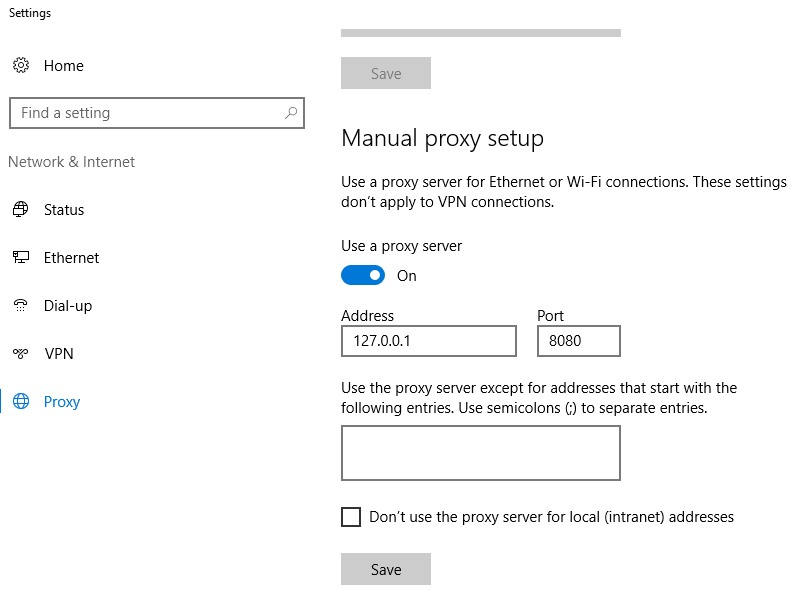 Settings
Home
Find a setting
Network & Internet
Status
Ethernet
Dial-up
VPN
Proxy
Save
Manual proxy setup
Use a proxy server for Ethernet or Wi-Fi connections. These settings
don’t apply to VPN connections.
Use a proxy server
On
Address
Port
127.0.0.1
8080
Use the proxy server except for addresses that start with the
following entries. Use semicolons (;) to separate entries.
Don’t use the proxy server for local (intranet) addresses
Save